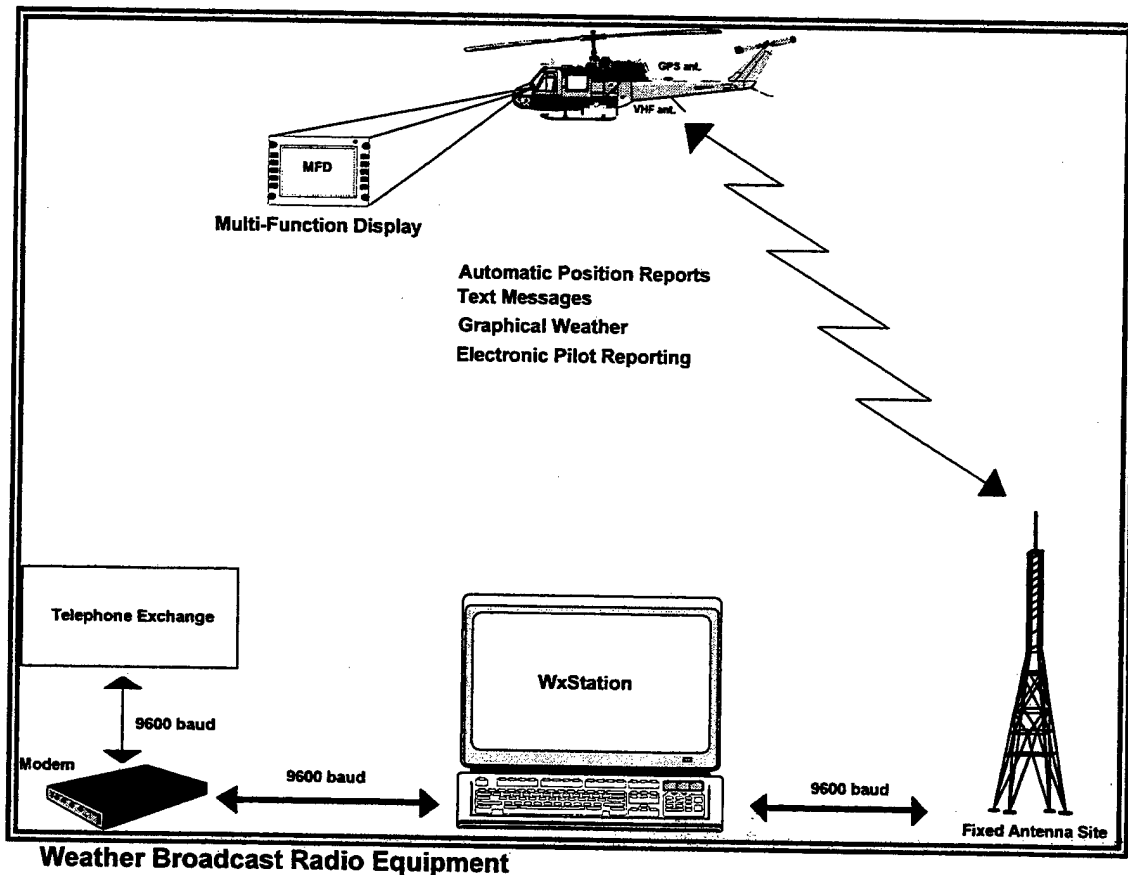 GPS ant.
VHF ant.
MFD
Multi-Function Display
Automatic Position Reports
Text Messages
Graphical Weather
Electronic Pilot Reporting
Telephone Exchange
WxStation
9600 baud
Modem
9600 baud
9600 baud
Fixed Antenna Site
Weather Broadcast Radio Equipment